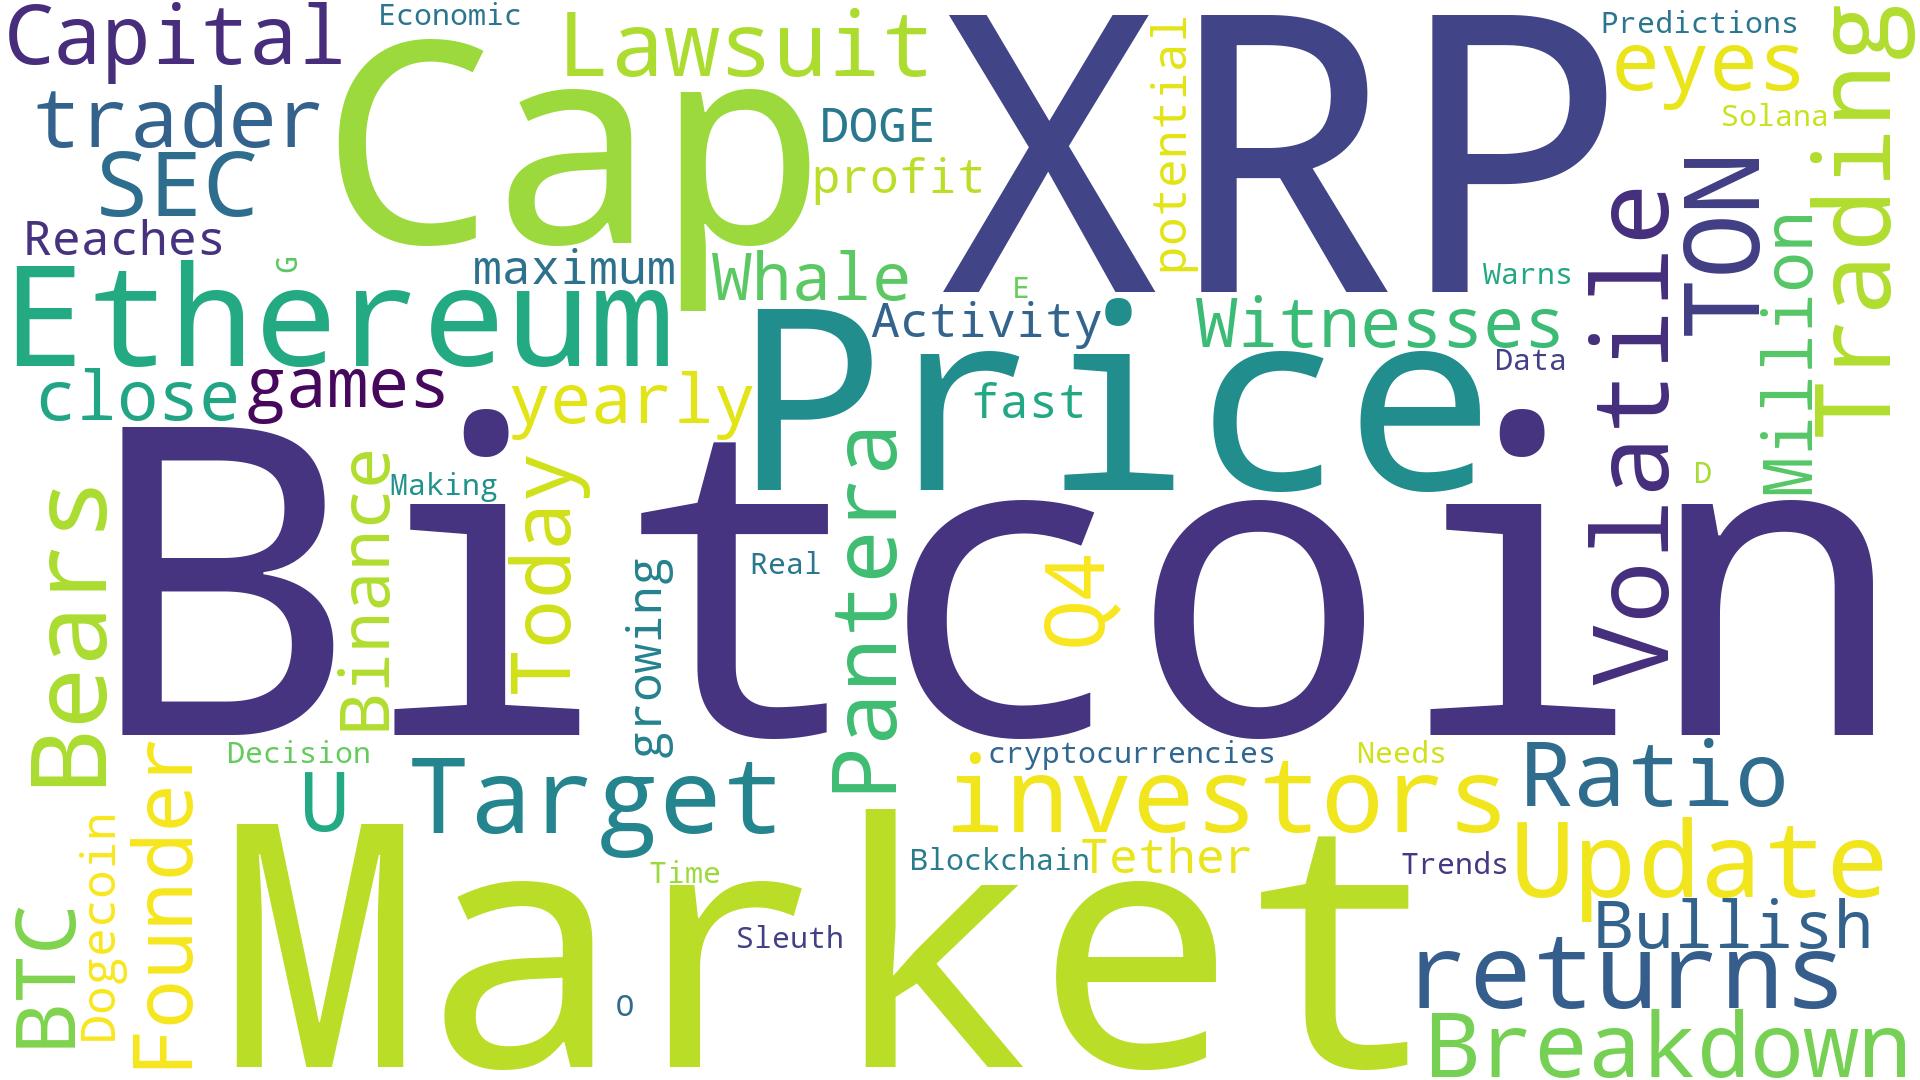 Capital
Economic
Lawsuit
XRP
Predictions
eyes
Trading
Cap
trader
DOGE
potential
Solana
SEC
profit
TON
Volatile
Million
Reaches
G
maximum
Whale
E
Warns
Ethereum
Activity
Witnesses
Price
Data
close
games
yearly
fast
Bitcoin
D
Bears
Binance
Making
Today
Pantera
growing
Real
Q4
Decision
cryptocurrencies
Needs
U
Target
investors
Ratio
Founder
Dogecoin
BTC
Market
Time
Blockchain
Tether
Trends
Update
Sleuth
Bullish
returns
O
Breakdown